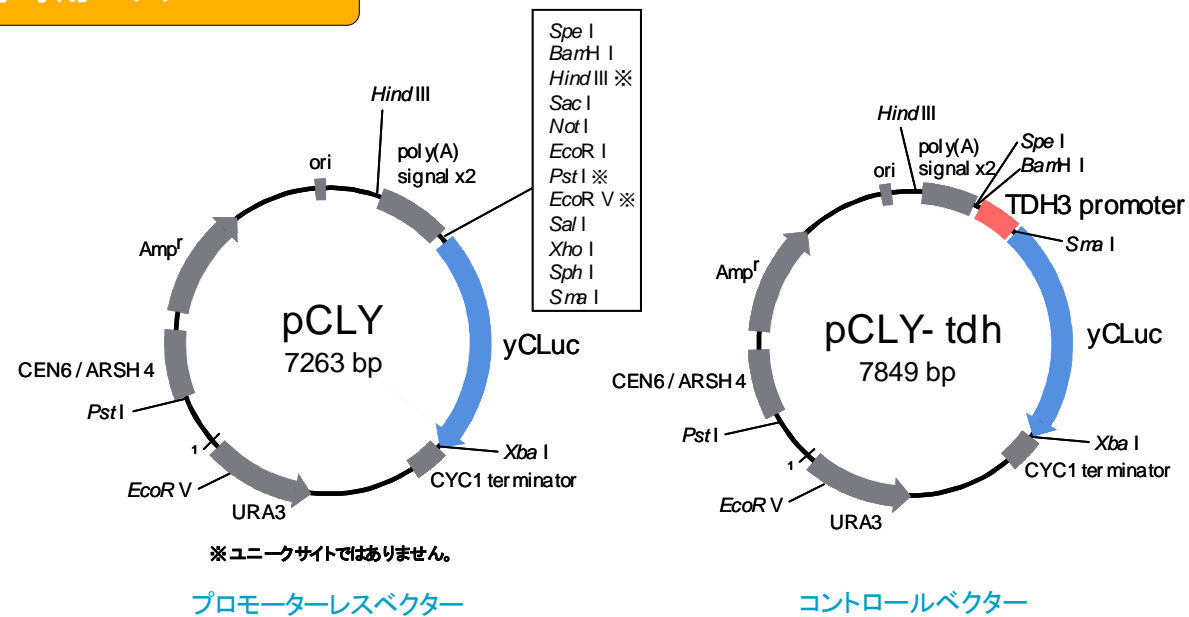 Spe I
BamH I
Hind III ※
Sac I
Not I
EcoR I
Pst I ※
EcoR V ※
Sal I
Xho I
Sph I
Sma I
Hind III
ori
poly(A)
signal x2
Ampr
pCLY
7263 bp
yCLuc
CEN6 / ARSH4
Pst I
1
EcoR V
URA3
Xba I
CYC1 terminator
※ユニークサイトではありません。
プロモーターレスベクター
Hind III
ori
poly(A)
signal x2
Spe I
BamH I
TDH3 promoter
Sma I
Ampr
pCLY- tdh
7849 bp
yCLuc
CEN6 / ARSH4
Pst I
1
EcoR V
URA3
Xba I
CYC1 terminator
コントロールベクター